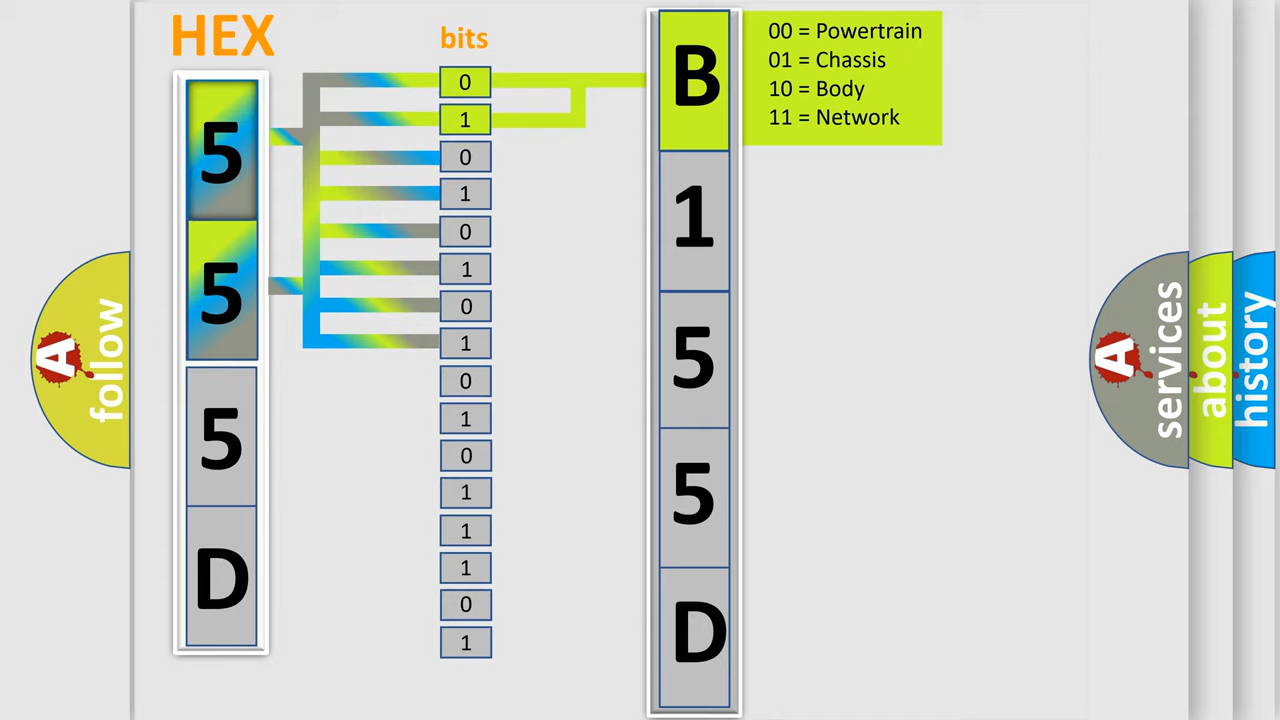 HEX
bits
5
5
5
D
0
1
0
1
0
1
0
1
0
1
0
1
1
1
0
1
B
1
5
5
D
00 = Powertrain
01 = Chassis
10 = Body
11 = Network
A
follow
A
services
about
history